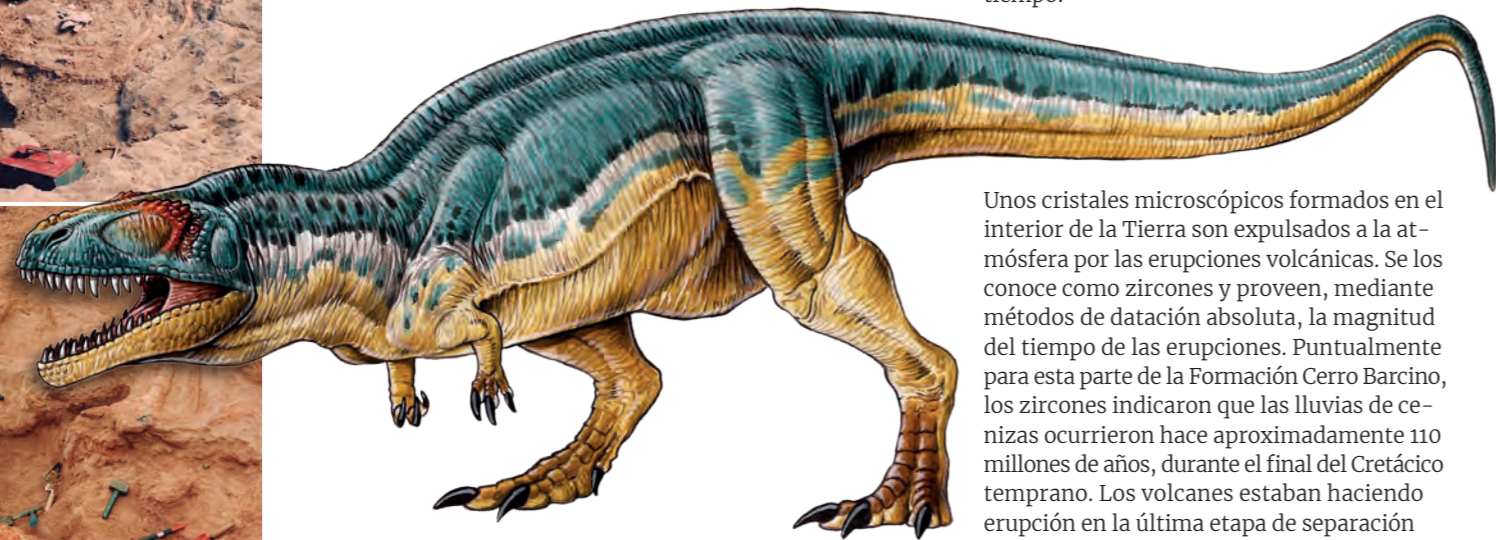 tiempo.
Unos cristales microscópicos formados en el
interior de la Tierra son expulsados a la at-
mósfera por las erupciones volcánicas. Se los
conoce como zircones y proveen, mediante
métodos de datación absoluta, la magnitud
del tiempo de las erupciones. Puntualmente
para esta parte de la Formación Cerro Barcino,
los zircones indicaron que las lluvias de ce-
nizas ocurrieron hace aproximadamente 110
millones de años, durante el final del Cretácico
temprano. Los volcanes estaban haciendo
erupción en la última etapa de separación